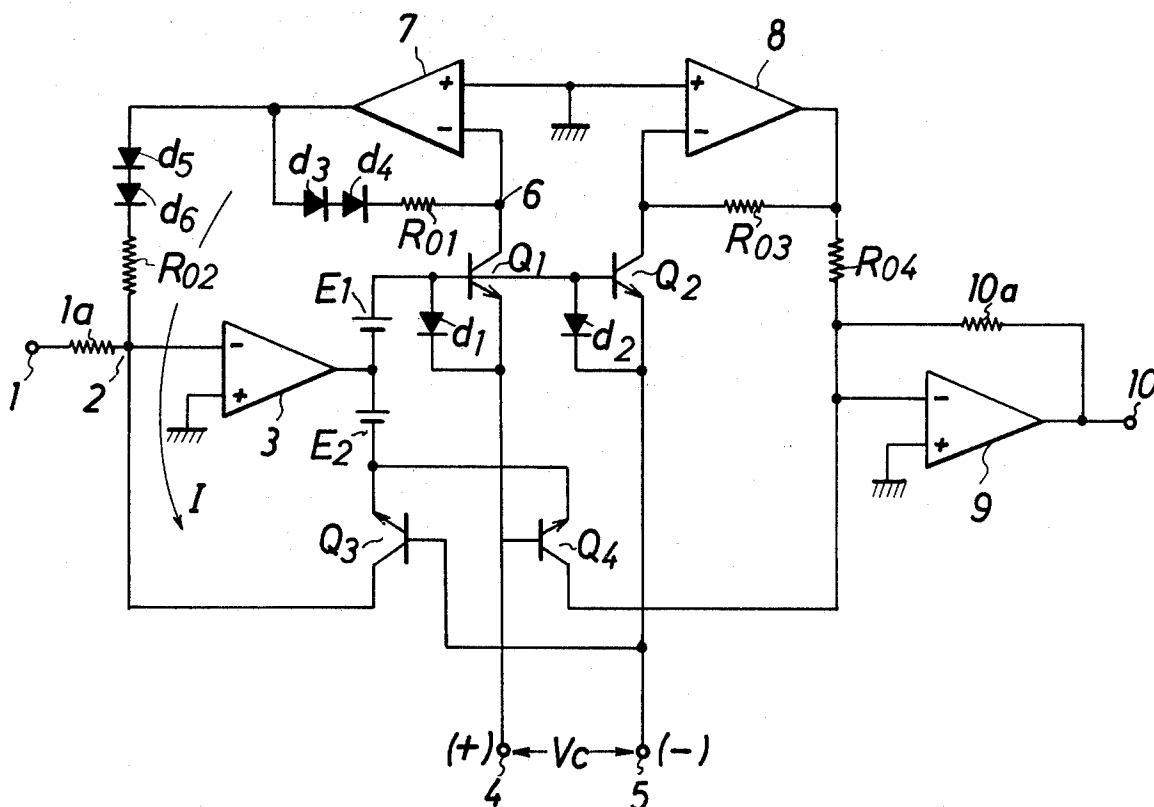 7
8
+
+
−
−
d5
d3
d4
d6
6
R01
R03
R02
Q1
Q2
R04
E1
1a
10a
d1
d2
−
−
10
1
2
+
3
+
E2
9
I
Q3
Q4
(+)
Vc
(−)
4
5